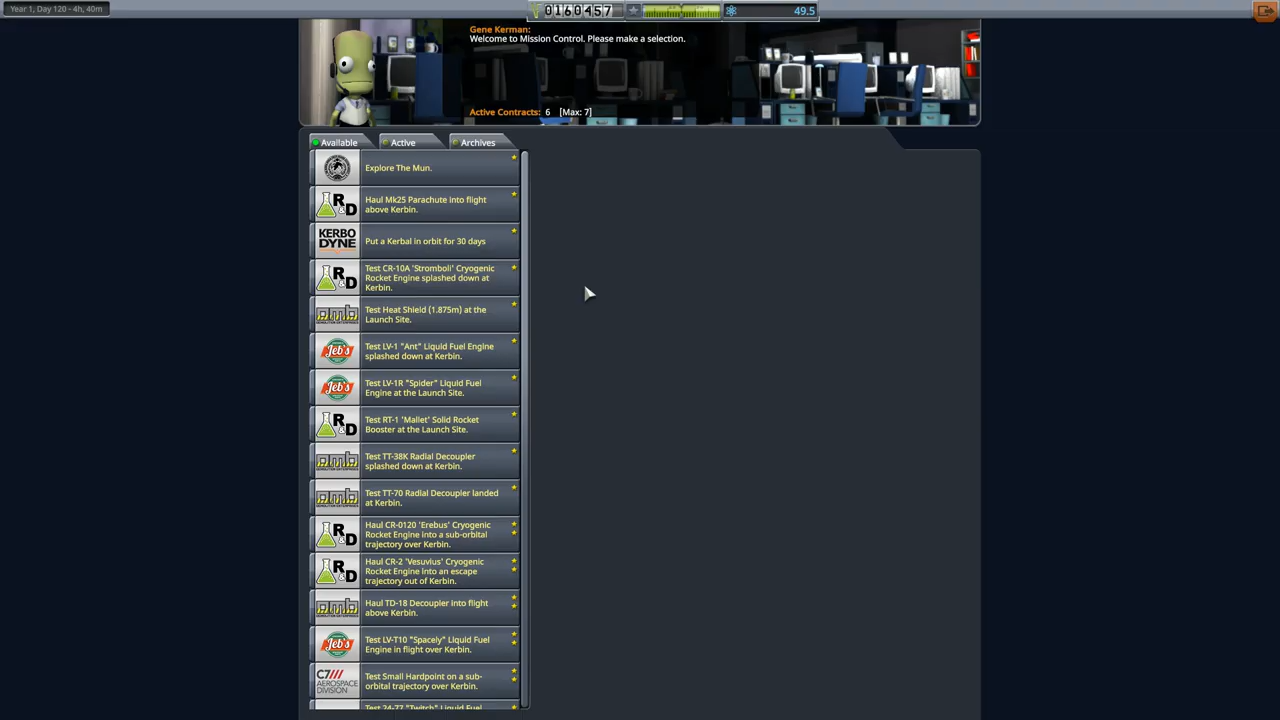 Year 1, Day 120 - 4h, 40m
0160457
49.5
Gene Kerman:
Welcome to Mission Control. Please make a selection.
Active Contracts: 6 [Max: 7]
Available
Active
Archives
Explore The Mun.
R&D
Haul Mk25 Parachute into flight
above Kerbin.
KERBO
DYNE
Put a Kerbal in orbit for 30 days
R&D
Test CR-10A 'Stromboli' Cryogenic
Rocket Engine splashed down at
Kerbin.
Test Heat Shield (1.875m) at the
Launch Site.
Jeb's
Test LV-1 "Ant" Liquid Fuel Engine
splashed down at Kerbin.
Jeb's
Test LV-1R "Spider" Liquid Fuel
Engine at the Launch Site.
R&D
Test RT-1 'Mallet' Solid Rocket
Booster at the Launch Site.
Test TT-38K Radial Decoupler
splashed down at Kerbin.
Test TT-70 Radial Decoupler landed
at Kerbin.
R&D
Haul CR-0120 'Erebus' Cryogenic
Rocket Engine into a sub-orbital
trajectory over Kerbin.
R&D
Haul CR-2 'Vesuvius' Cryogenic
Rocket Engine into an escape
trajectory out of Kerbin.
Haul TD-18 Decoupler into flight
above Kerbin.
Jeb's
Test LV-T10 "Spacely" Liquid Fuel
Engine in flight over Kerbin.
C7///
AEROSPACE
DIVISION
Test Small Hardpoint on a sub-
orbital trajectory over Kerbin.
Test 24-77 "Twitch" Liquid Fuel